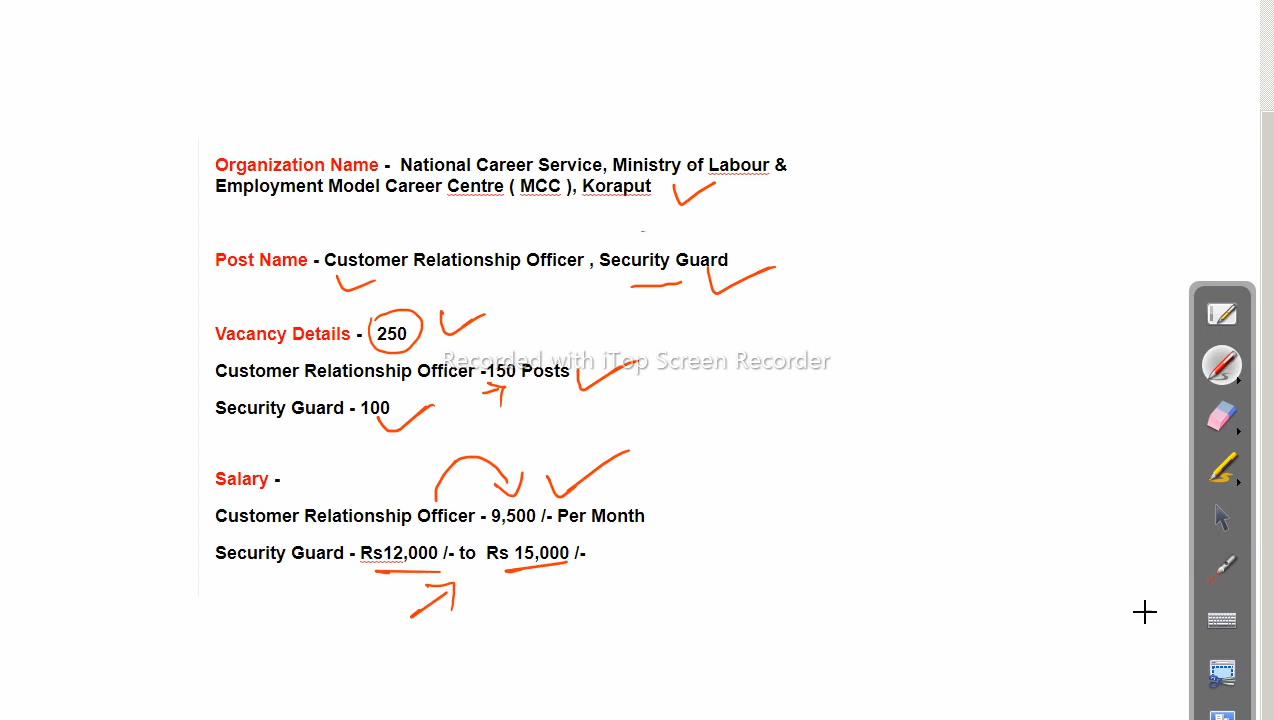 Organization Name - National Career Service, Ministry of Labour &
Employment Model Career Centre ( MCC ), Koraput
Post Name - Customer Relationship Officer , Security Guard
Vacancy Details - 250
Recorded with iTop Screen Recorder
Customer Relationship Officer -150 Posts
Security Guard - 100
Salary -
Customer Relationship Officer - 9,500 /- Per Month
Security Guard - Rs12,000 /- to Rs 15,000 /-